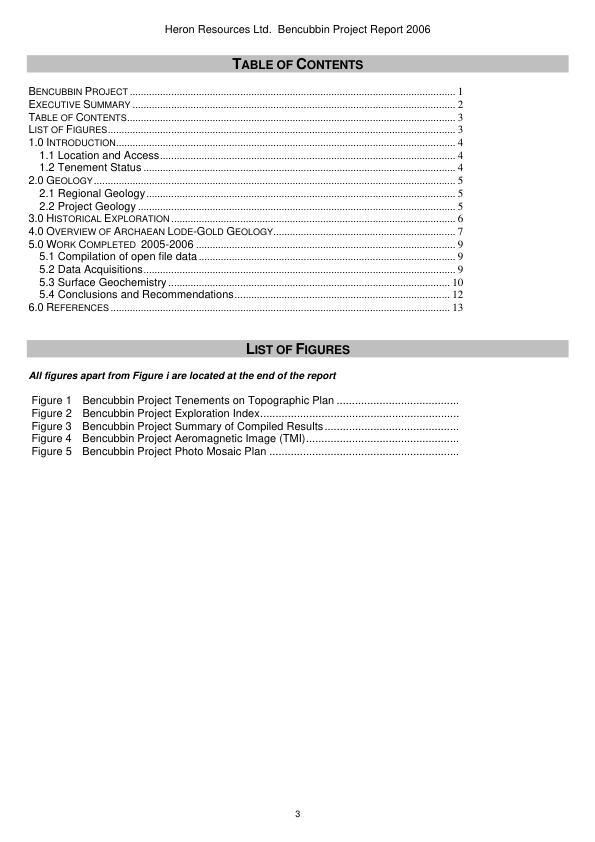 Heron Resources Ltd.  Bencubbin Project Report 2006
TABLE OF CONTENTS
BENCUBBIN PROJECT ........ 1
EXECUTIVE SUMMARY ........ 2
TABLE OF CONTENTS ........ 3
LIST OF FIGURES ........ 3
1.0 INTRODUCTION ........ 4
1.1 Location and Access ........ 4
1.2 Tenement Status ........ 4
2.0 GEOLOGY ........ 5
2.1 Regional Geology ........ 5
2.2 Project Geology ........ 5
3.0 HISTORICAL EXPLORATION ........ 6
4.0 OVERVIEW OF ARCHAEAN LODE-GOLD GEOLOGY ........ 7
5.0 WORK COMPLETED  2005-2006 ........ 9
5.1 Compilation of open file data ........ 9
5.2 Data Acquisitions ........ 9
5.3 Surface Geochemistry ........ 10
5.4 Conclusions and Recommendations ........ 12
6.0 REFERENCES ........ 13
LIST OF FIGURES
All figures apart from Figure i are located at the end of the report
Figure 1 Bencubbin Project Tenements on Topographic Plan ........
Figure 2 Bencubbin Project Exploration Index ........
Figure 3 Bencubbin Project Summary of Compiled Results ........
Figure 4 Bencubbin Project Aeromagnetic Image (TMI) ........
Figure 5 Bencubbin Project Photo Mosaic Plan ........
3